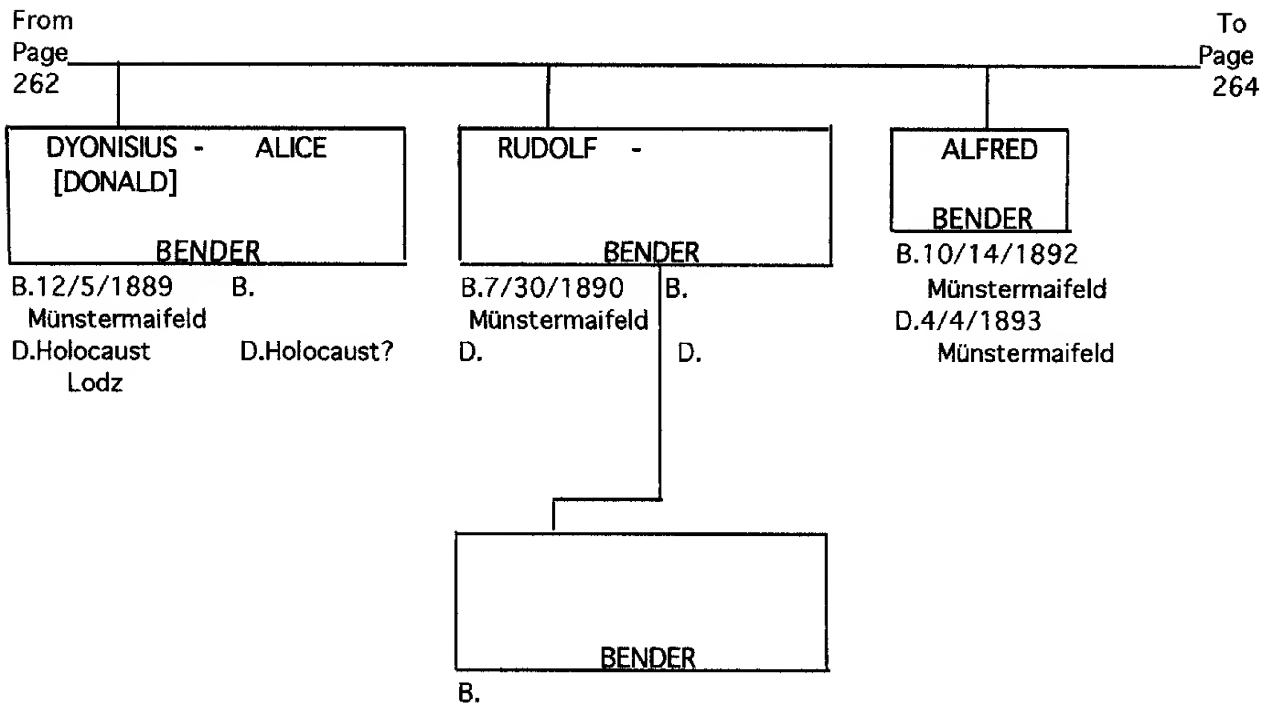 From
Page
262
To
Page
264
DYONISIUS - ALICE
[DONALD]
BENDER
B.12/5/1889 B.
Münstermaifeld
D.Holocaust D.Holocaust?
Lodz
RUDOLF -
BENDER
B.7/30/1890 B.
Münstermaifeld
D. D.
ALFRED
BENDER
B.10/14/1892
Münstermaifeld
D.4/4/1893
Münstermaifeld
BENDER
B.